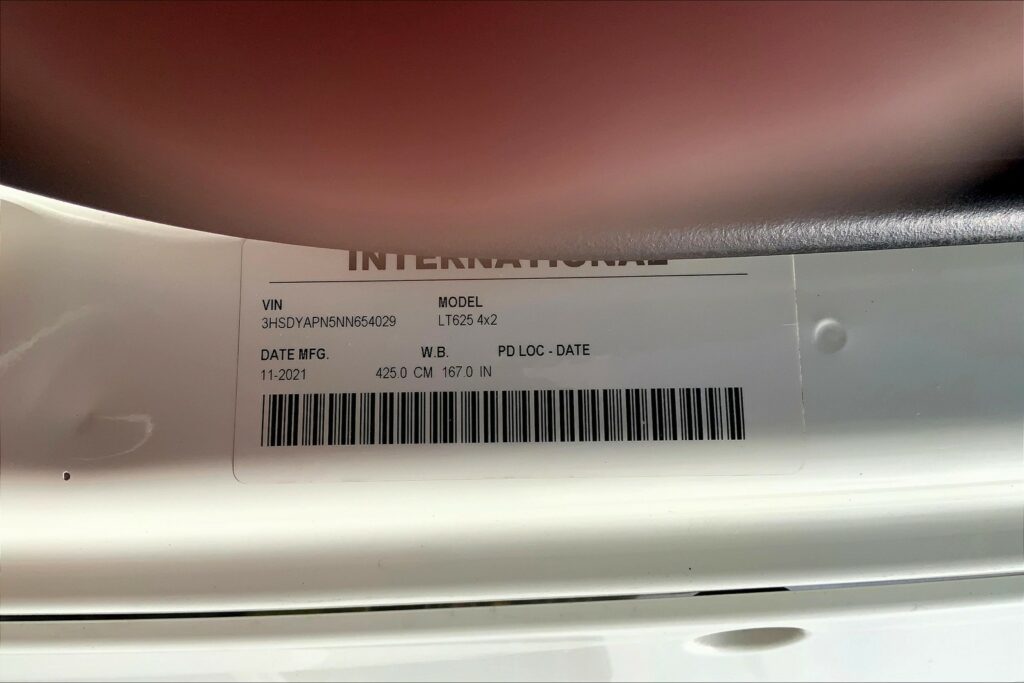 INTERNATIONAL
VIN MODEL
3HSDYAPN5NN654029 LT625 4x2
DATE MFG. W.B. PD LOC - DATE
11-2021 425.0 CM 167.0 IN